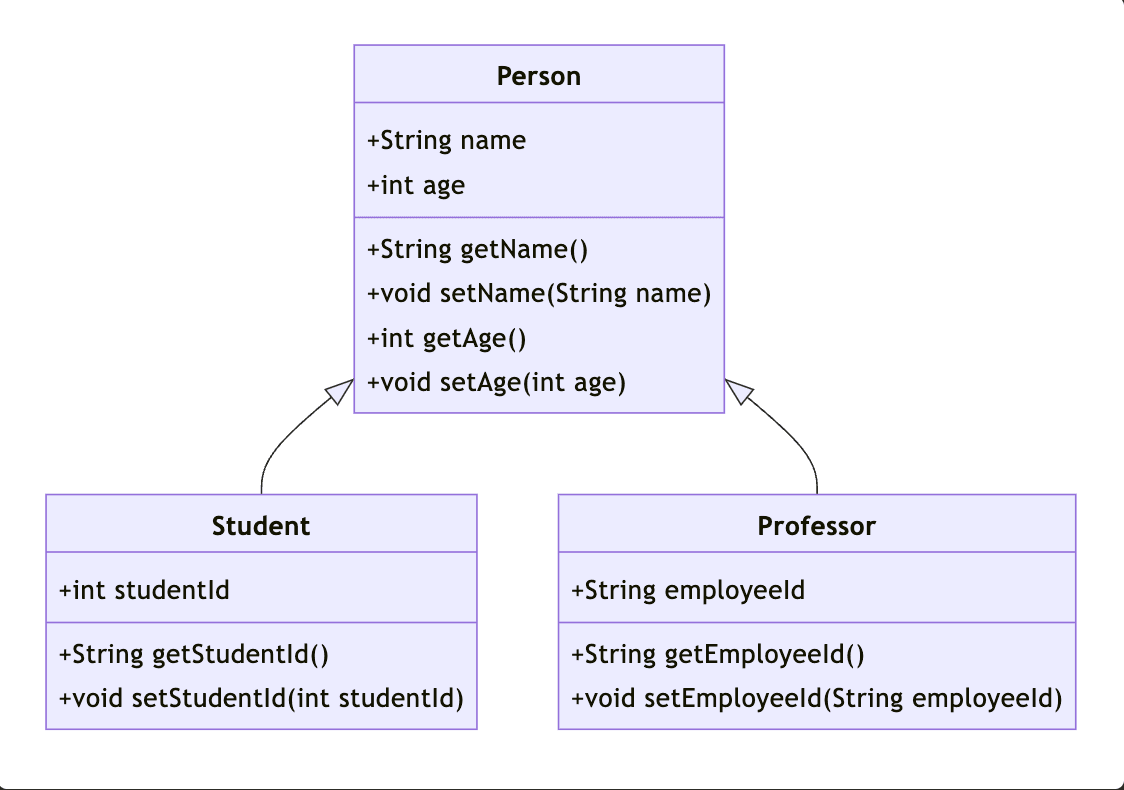 Person
+String name
+int age
+String getName()
+void setName(String name)
+int getAge()
+void setAge(int age)
Student
+int studentId
+String getStudentId()
+void setStudentId(int studentId)
Professor
+String employeeId
+String getEmployeeId()
+void setEmployeeId(String employeeId)